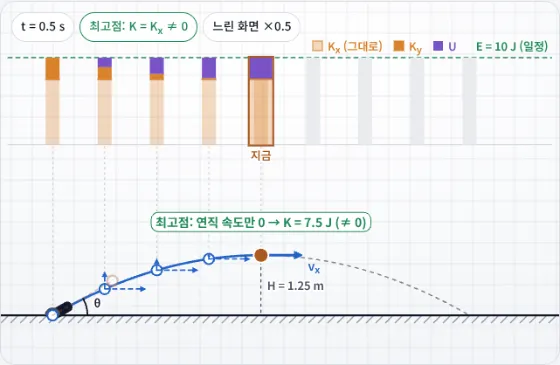 t = 0.5 s
최고점: K = Kx ≠ 0
느린 화면 ×0.5
Kx (그대로) Ky U E = 10 J (일정)
지금
최고점: 연직 속도만 0 → K = 7.5 J (≠ 0)
vx
H = 1.25 m
θ